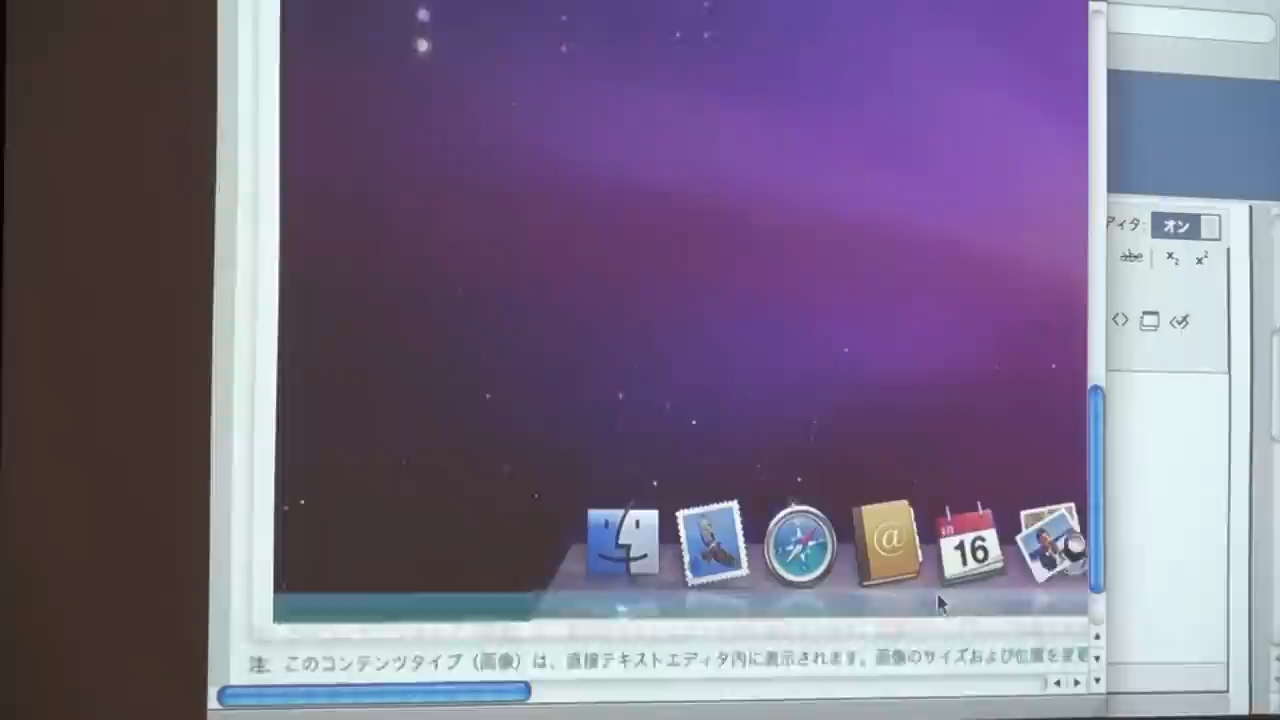 ディタ:
オン
abc
x₂
x²
@
16
注: このコンテンツタイプ（画像）は、直接テキストエディタ内に表示されます。画像のサイズおよび位置を変更